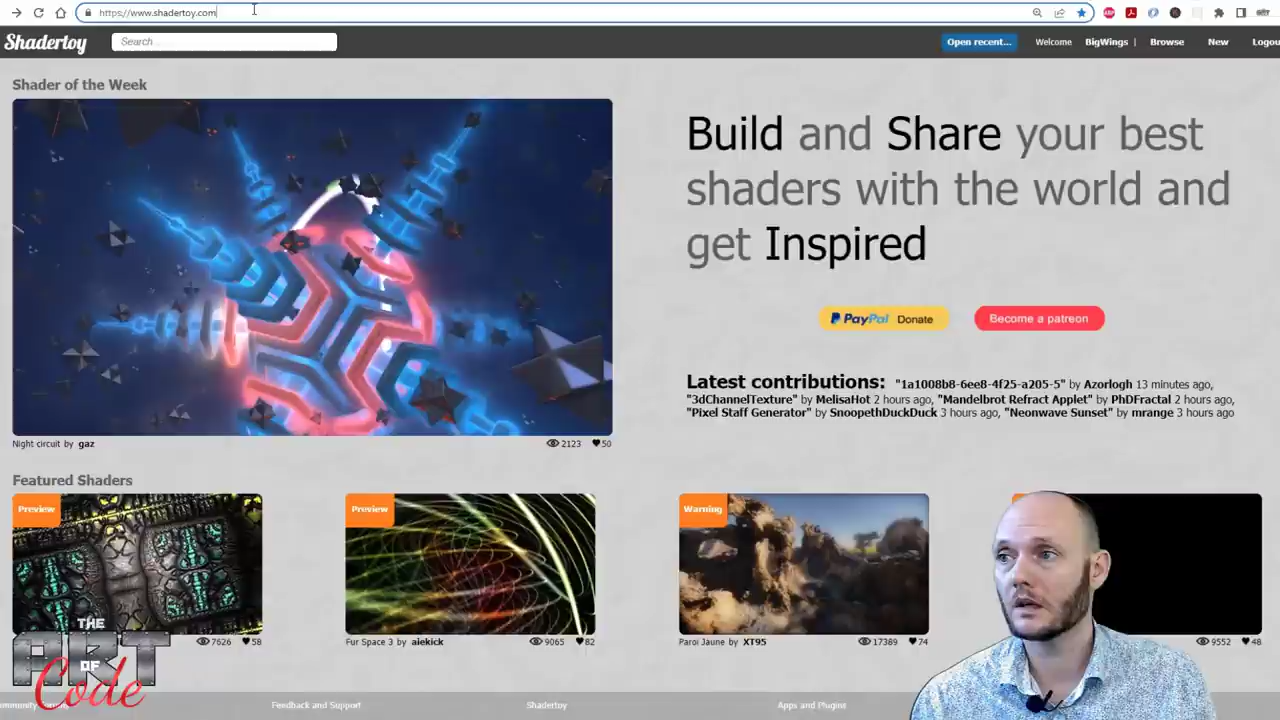 https://www.shadertoy.com
Shadertoy
Search
Open recent...
Welcome
BigWings |
Browse
New
Logou
Shader of the Week
Build and Share your best
shaders with the world and
get Inspired
PayPal Donate
Become a patreon
Latest contributions: "1a1008b8-6ee8-4f25-a205-5" by Azorlogh 13 minutes ago,
"3dChannelTexture" by MelisaHot 2 hours ago, "Mandelbrot Refract Applet" by PhDFractal 2 hours ago,
"Pixel Staff Generator" by SnoopethDuckDuck 3 hours ago, "Neonwave Sunset" by mrange 3 hours ago
Night circuit by gaz
2123
50
Featured Shaders
Preview
Preview
Warning
7626
58
Fur Space 3 by aiekick
9065
82
Paroi Jaune by XT95
17389
74
9552
48
THE
ART
OF
Code
Feedback and Support
Shadertoy
Apps and Plugins